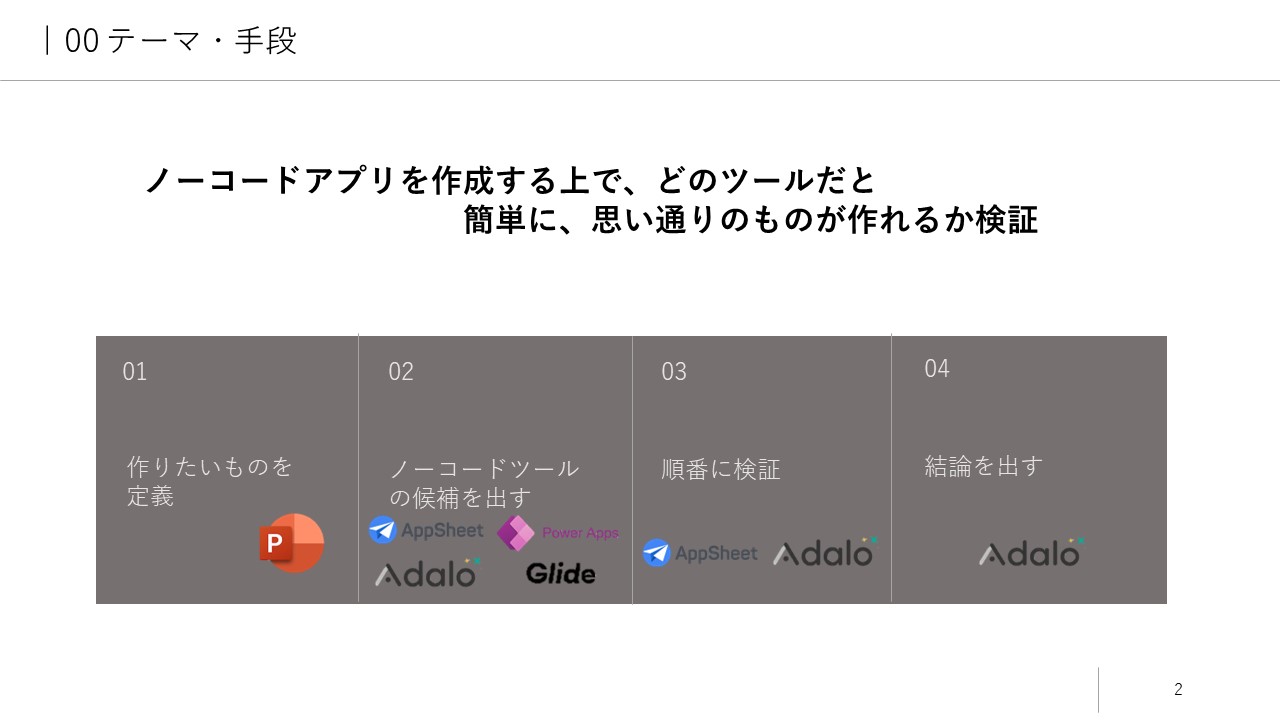 00 テーマ・手段
ノーコードアプリを作成する上で、どのツールだと
簡単に、思い通りのものが作れるか検証
01
作りたいものを
定義
P
02
ノーコードツール
の候補を出す
AppSheet
Power Apps
Adalo
Glide
03
順番に検証
AppSheet
Adalo
04
結論を出す
Adalo
2